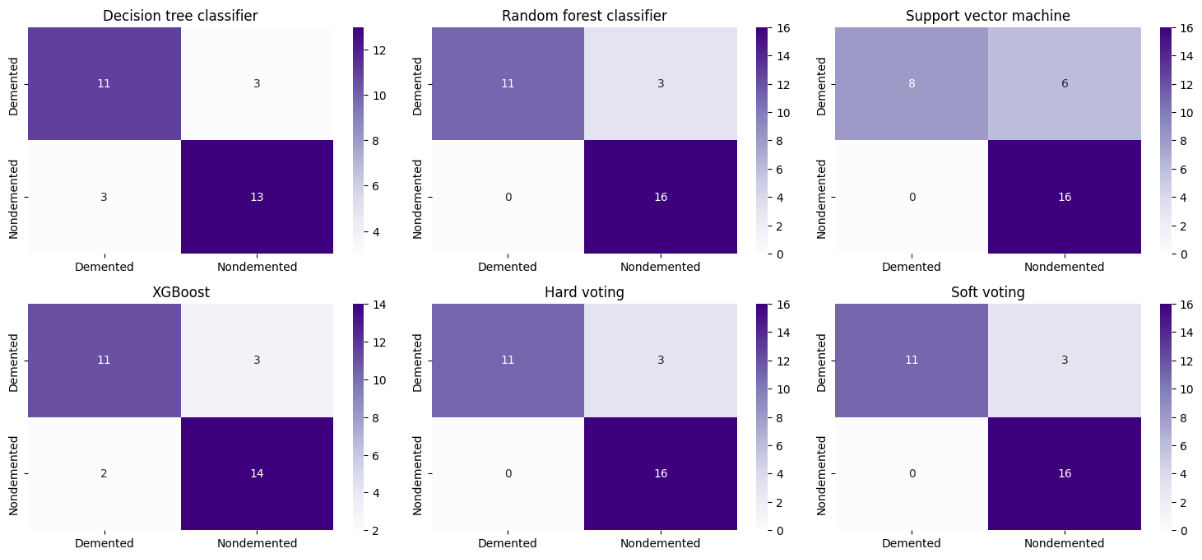 Decision tree classifier
Demented
Nondemented
11 3
3 13
Demented Nondemented
12
10
8
6
4
Random forest classifier
Demented
Nondemented
11 3
0 16
Demented Nondemented
16
14
12
10
8
6
4
2
0
Support vector machine
Demented
Nondemented
8 6
0 16
Demented Nondemented
16
14
12
10
8
6
4
2
0
XGBoost
Demented
Nondemented
11 3
2 14
Demented Nondemented
14
12
10
8
6
4
2
Hard voting
Demented
Nondemented
11 3
0 16
Demented Nondemented
16
14
12
10
8
6
4
2
0
Soft voting
Demented
Nondemented
11 3
0 16
Demented Nondemented
16
14
12
10
8
6
4
2
0